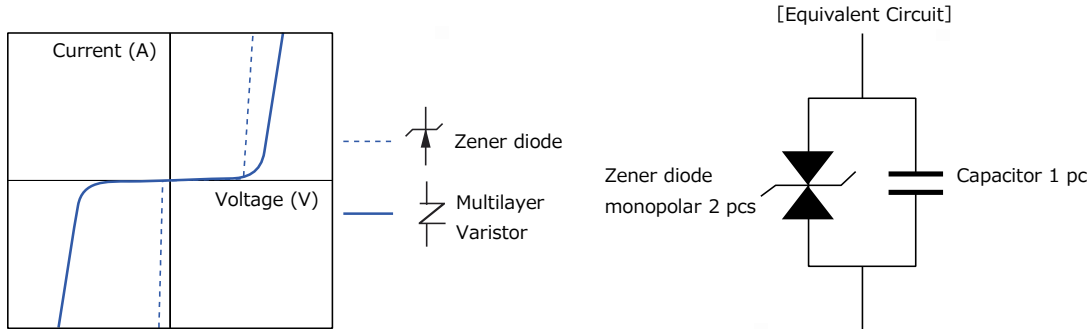 Current (A)
Voltage (V)
Zener diode
Multilayer
Varistor
[Equivalent Circuit]
Zener diode
monopolar 2 pcs
Capacitor 1 pc